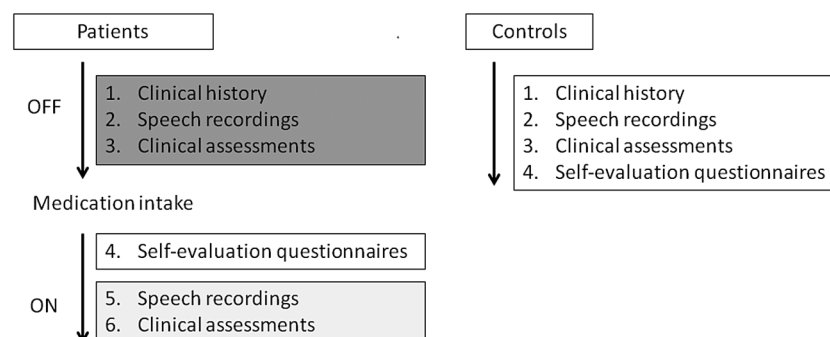 Patients
OFF
1. Clinical history
2. Speech recordings
3. Clinical assessments
Medication intake
4. Self-evaluation questionnaires
ON
5. Speech recordings
6. Clinical assessments
Controls
1. Clinical history
2. Speech recordings
3. Clinical assessments
4. Self-evaluation questionnaires